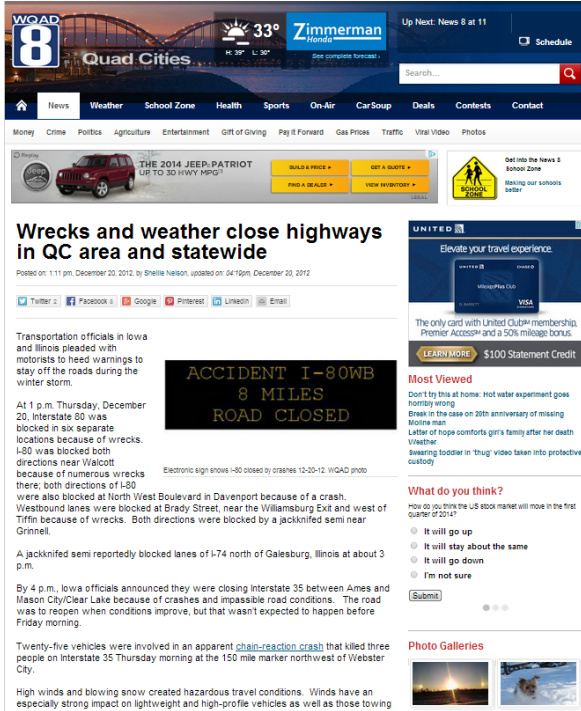 WQAD
8
Quad Cities
33°
H: 39° L: 30°
Zimmerman
Honda
See complete forecast ›
Up Next: News 8 at 11
Schedule
Search...
News Weather School Zone Health Sports On-Air CarSoup Deals Contests Contact
Money Crime Politics Agriculture Entertainment Gift of Giving Pay It Forward Gas Prices Traffic Viral Video Photos
Replay
Jeep
THE 2014 JEEP® PATRIOT
UP TO 30 HWY MPG
BUILD & PRICE ▸
GET A QUOTE ▸
FIND A DEALER ▸
VIEW INVENTORY ▸
LEGAL
SCHOOL
ZONE
Get Into the News 8
School Zone
Making our schools
better
Wrecks and weather close highways
in QC area and statewide
Posted on: 1:11 pm, December 20, 2012, by Shellie Nelson, updated on: 04:19pm, December 20, 2012
Twitter 2 Facebook 8 Google Pinterest LinkedIn Email
Transportation officials in Iowa
and Illinois pleaded with
motorists to heed warnings to
stay off the roads during the
winter storm.
At 1 p.m. Thursday, December
20, Interstate 80 was
blocked in six separate
locations because of wrecks.
I-80 was blocked both
directions near Walcott
because of numerous wrecks
there; both directions of I-80
were also blocked at North West Boulevard in Davenport because of a crash.
Westbound lanes were blocked at Brady Street, near the Williamsburg Exit and west of
Tiffin because of wrecks. Both directions were blocked by a jackknifed semi near
Grinnell.
ACCIDENT I-80WB
8 MILES
ROAD CLOSED
Electronic sign shows I-80 closed by crashes 12-20-12. WQAD photo
A jackknifed semi reportedly blocked lanes of I-74 north of Galesburg, Illinois at about 3
p.m.
By 4 p.m., Iowa officials announced they were closing Interstate 35 between Ames and
Mason City/Clear Lake because of crashes and impassable road conditions. The road
was to reopen when conditions improve, but that wasn't expected to happen before
Friday morning.
Twenty-five vehicles were involved in an apparent chain-reaction crash that killed three
people on Interstate 35 Thursday morning at the 150 mile marker northwest of Webster
City.
High winds and blowing snow created hazardous travel conditions. Winds have an
especially strong impact on lightweight and high-profile vehicles as well as those towing
UNITED
Elevate your travel experience.
UNITED
CHASE
MileagePlus Club
VISA
The only card with United Club℠ membership,
Premier Access℠ and a 50% mileage bonus.
LEARN MORE
$100 Statement Credit
Most Viewed
Don't try this at home: Hot water experiment goes
horribly wrong
Break in the case on 20th anniversary of missing
Moline man
Letter of hope comforts girl's family after her death
Weather
Swearing toddler in 'thug' video taken into protective
custody
What do you think?
How do you think the US stock market will move in the first
quarter of 2014?
It will go up
It will stay about the same
It will go down
I'm not sure
Submit
Photo Galleries